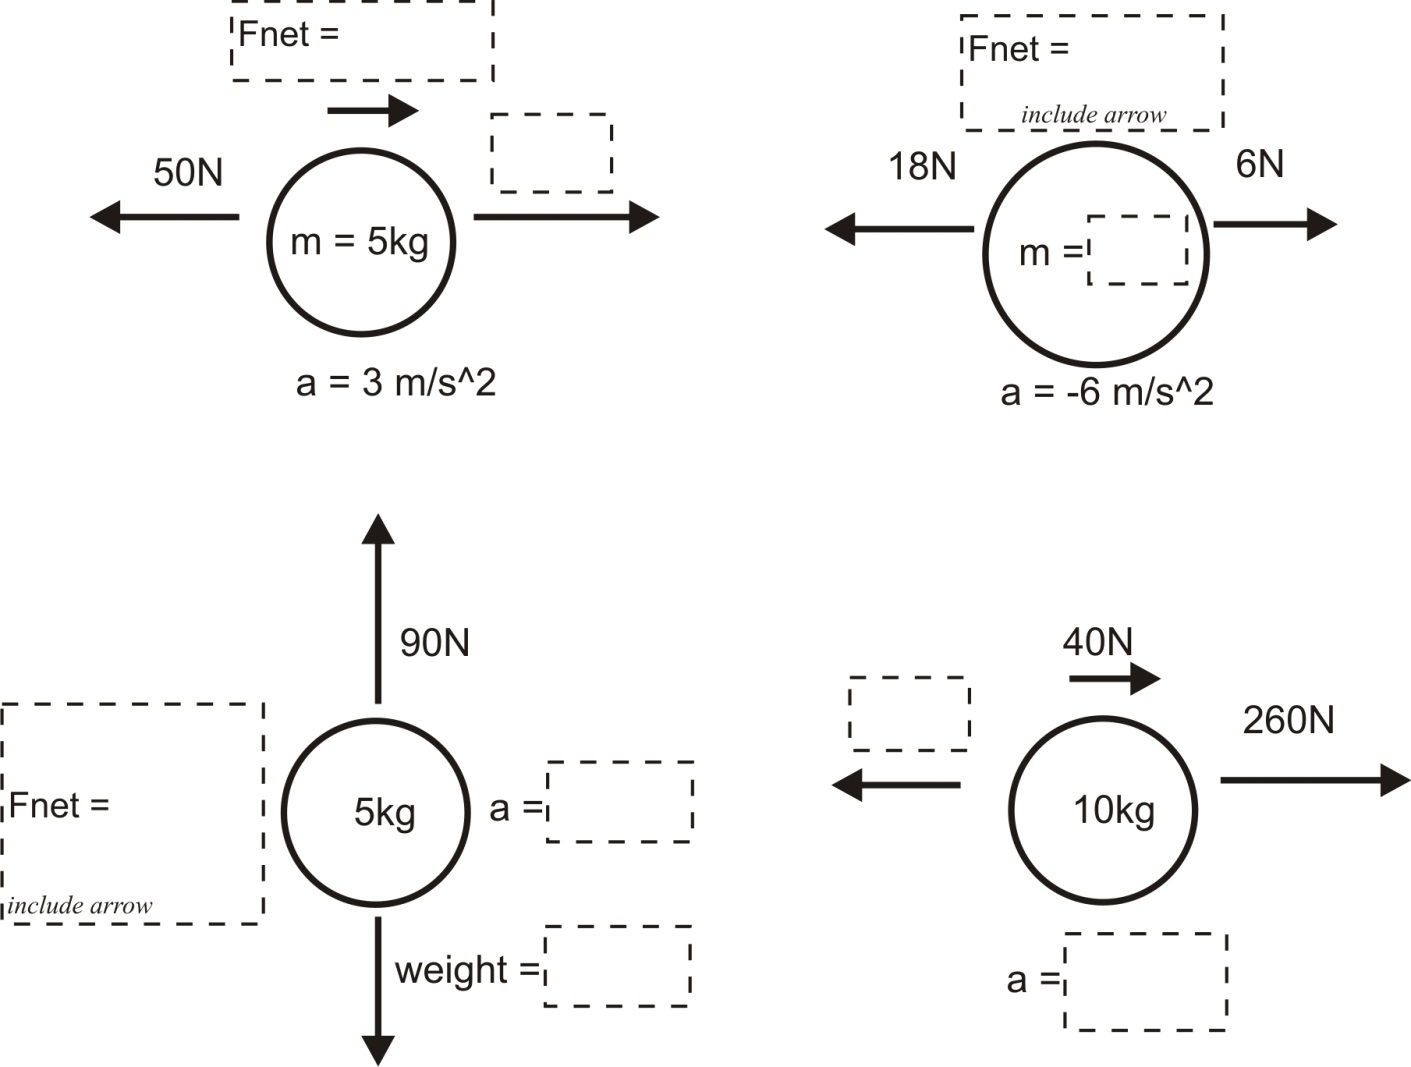 Fnet =
50N
m = 5kg
a = 3 m/s^2
Fnet =
include arrow
18N
6N
m =
a = -6 m/s^2
90N
Fnet =
include arrow
5kg
a =
weight =
40N
260N
10kg
a =